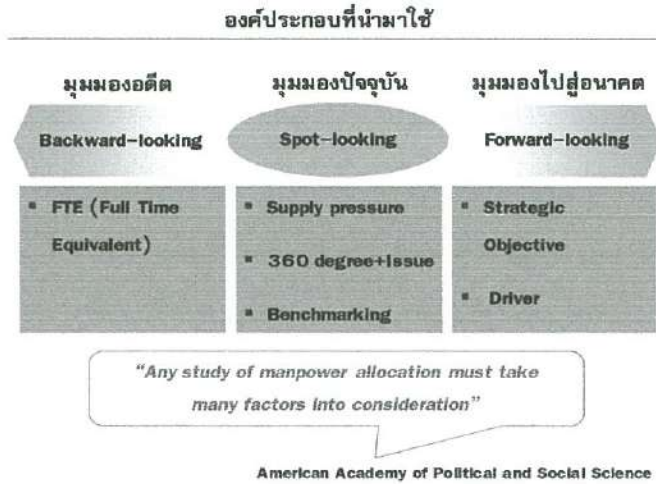 องค์ประกอบที่นำมาใช้
มุมมองอดีต
Backward-looking
▪ FTE (Full Time
Equivalent)
มุมมองปัจจุบัน
Spot-looking
▪ Supply pressure
▪ 360 degree+Issue
▪ Benchmarking
มุมมองไปสู่อนาคต
Forward-looking
▪ Strategic
Objective
▪ Driver
"Any study of manpower allocation must take
many factors into consideration"
American Academy of Political and Social Science